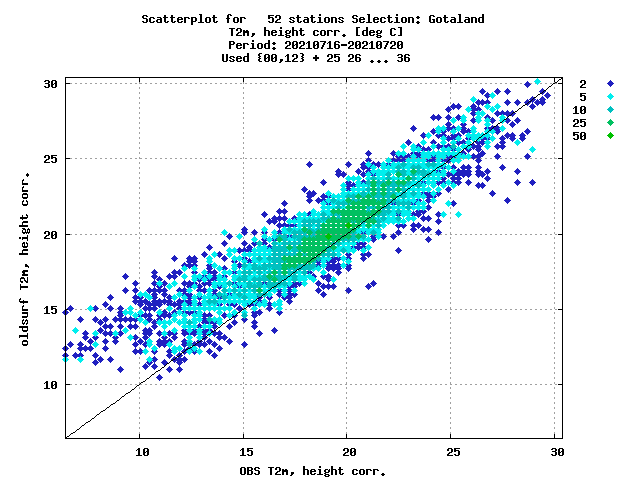 Scatterplot for 52 stations Selection: Gotaland
T2m, height corr. [deg C]
Period: 20210716-20210720
Used {00,12} + 25 26 ... 36
30
25
20
15
10
oldsurf T2m, height corr.
2
5
10
25
50
10 15 20 25 30
OBS T2m, height corr.